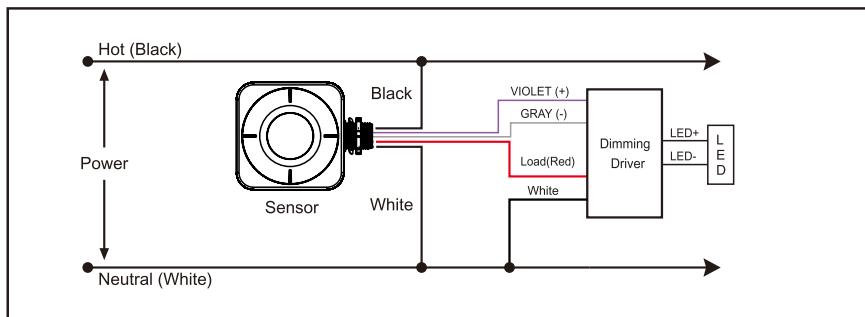 Hot (Black)
Black
VIOLET (+)
GRAY (-)
Dimming
Driver
LED+
LED-
L
E
D
Power
Load(Red)
White
Sensor
White
Neutral (White)